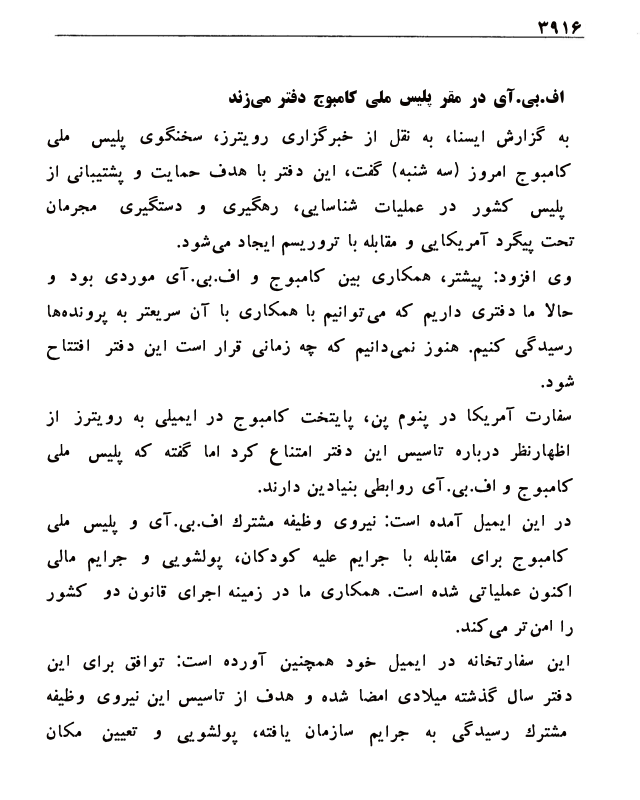 ۳۹۱۶
اف.بی.آی در مقر پلیس ملی کامبوج دفتر می‌زند
به گزارش ایسنا، به نقل از خبرگزاری رویترز، سخنگوی پلیس ملی
کامبوج امروز (سه شنبه) گفت، این دفتر با هدف حمایت و پشتیبانی از
پلیس کشور در عملیات شناسایی، رهگیری و دستگیری مجرمان
تحت پیگرد آمریکایی و مقابله با تروریسم ایجاد می‌شود.
وی افزود: پیشتر، همکاری بین کامبوج و اف.بی.آی موردی بود و
حالا ما دفتری داریم که می‌توانیم با همکاری با آن سریعتر به پرونده‌ها
رسیدگی کنیم. هنوز نمی‌دانیم که چه زمانی قرار است این دفتر افتتاح
شود.
سفارت آمریکا در پنوم پن، پایتخت کامبوج در ایمیلی به رویترز از
اظهارنظر درباره تاسیس این دفتر امتناع کرد اما گفته که پلیس ملی
کامبوج و اف.بی.آی روابطی بنیادین دارند.
در این ایمیل آمده است: نیروی وظیفه مشترك اف.بی.آی و پلیس ملی
کامبوج برای مقابله با جرایم علیه کودکان، پولشویی و جرایم مالی
اکنون عملیاتی شده است. همکاری ما در زمینه اجرای قانون دو کشور
را امن‌تر می‌کند.
این سفارتخانه در ایمیل خود همچنین آورده است: توافق برای این
دفتر سال گذشته میلادی امضا شده و هدف از تاسیس این نیروی وظیفه
مشترك رسیدگی به جرایم سازمان یافته، پولشویی و تعیین مکان